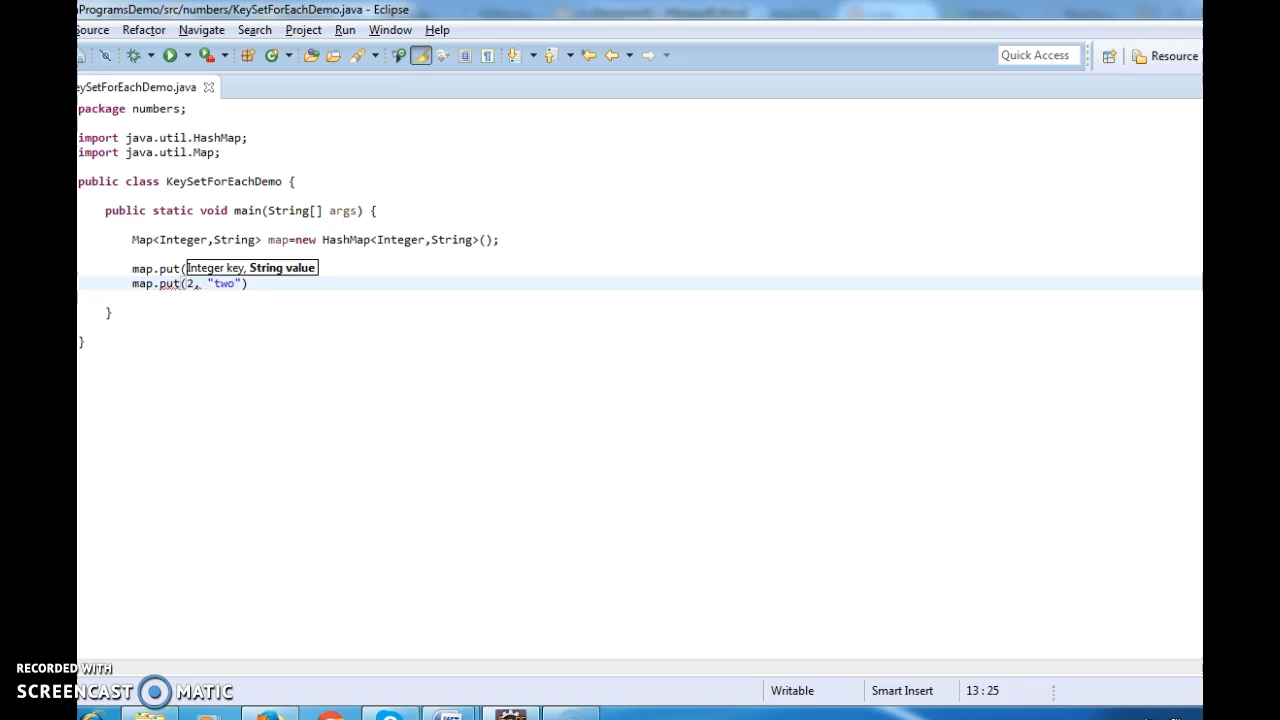 ProgramsDemo/src/numbers/KeySetForEachDemo.java - Eclipse
ource Refactor Navigate Search Project Run Window Help
Quick Access
Resource
eySetForEachDemo.java
package numbers;
import java.util.HashMap;
import java.util.Map;
public class KeySetForEachDemo {
public static void main(String[] args) {
Map<Integer,String> map=new HashMap<Integer,String>();
map.put(
Integer key, String value
map.put(2, "two")
}
}
RECORDED WITH
SCREENCAST MATIC
Writable
Smart Insert
13 : 25